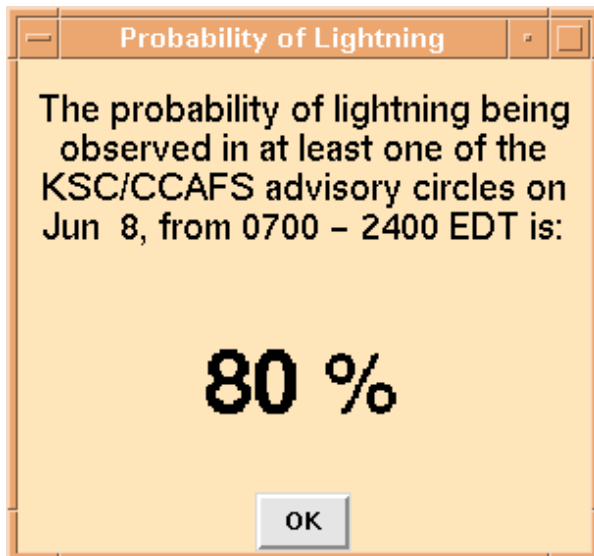 Probability of Lightning
The probability of lightning being
observed in at least one of the
KSC/CCAFS advisory circles on
Jun  8, from 0700 – 2400 EDT is:
80 %
OK